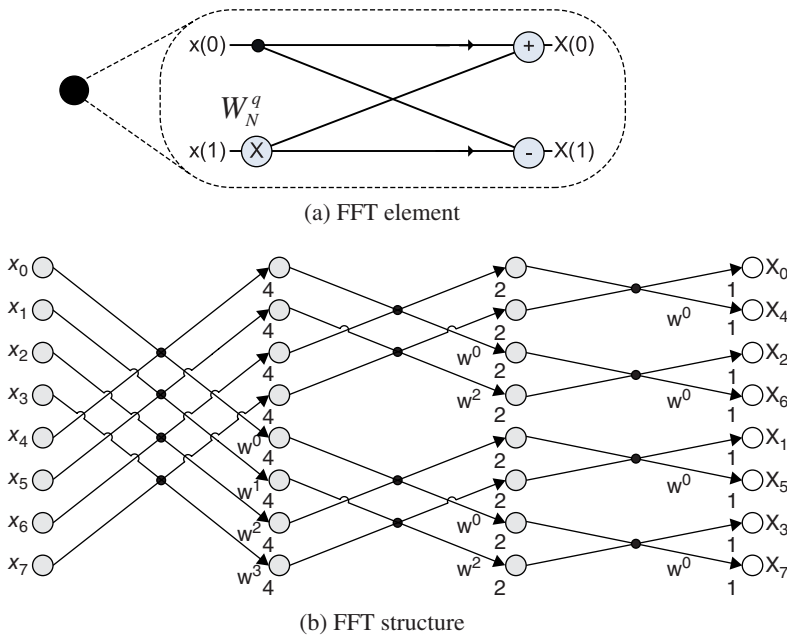 x(0) + X(0)
W_N^q
x(1) X - X(1)
(a) FFT element
x₀ 4 2 1 X₀
x₁ 4 2 w⁰ 1 X₄
x₂ 4 w⁰ 2 1 X₂
x₃ 4 w² 2 w⁰ 1 X₆
x₄ w⁰ 4 2 1 X₁
x₅ w¹ 4 2 w⁰ 1 X₅
x₆ w² 4 w⁰ 2 1 X₃
x₇ w³ 4 w² 2 w⁰ 1 X₇
(b) FFT structure